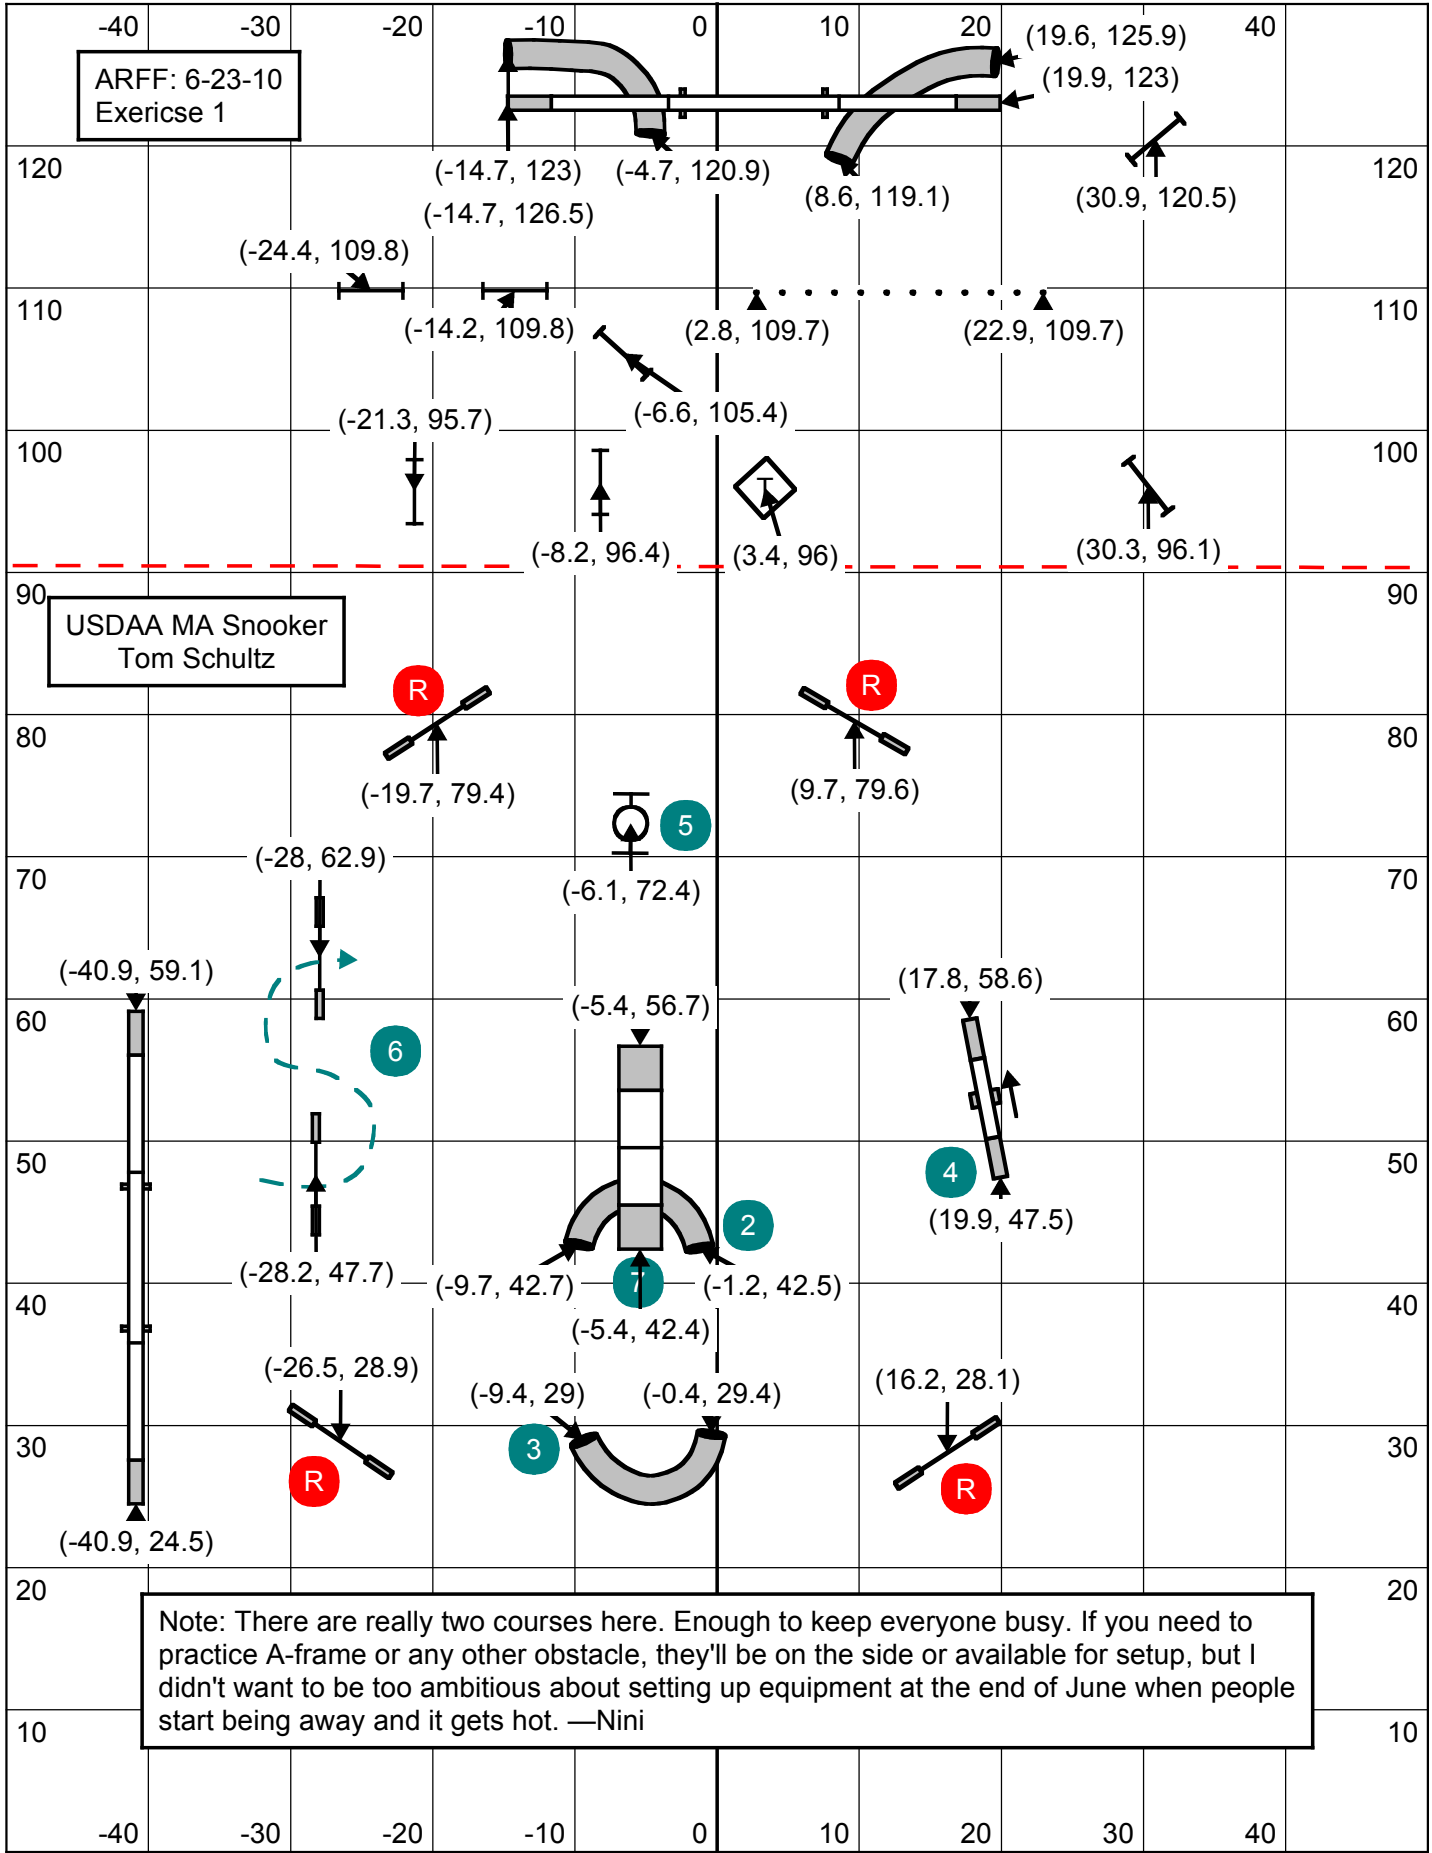 -40 -30 -20 -10 0 10 20 40
ARFF: 6-23-10
Exericse 1
(19.6, 125.9)
(19.9, 123)
120 (-14.7, 123) (-4.7, 120.9) 120
(8.6, 119.1) (30.9, 120.5)
(-14.7, 126.5)
(-24.4, 109.8)
110 110
(-14.2, 109.8) (2.8, 109.7) (22.9, 109.7)
(-21.3, 95.7) (-6.6, 105.4)
100 100
(-8.2, 96.4) (3.4, 96) (30.3, 96.1)
90 90
USDAA MA Snooker
Tom Schultz
R R
80 80
(-19.7, 79.4) (9.7, 79.6)
5
(-28, 62.9)
70 70
(-6.1, 72.4)
(-40.9, 59.1) (17.8, 58.6)
(-5.4, 56.7)
60 60
6
50 50
4
2 (19.9, 47.5)
(-28.2, 47.7) (-9.7, 42.7) 7 (-1.2, 42.5)
40 40
(-5.4, 42.4)
(-26.5, 28.9) (-9.4, 29) (-0.4, 29.4) (16.2, 28.1)
30 3 30
R R
(-40.9, 24.5)
20 20
Note: There are really two courses here. Enough to keep everyone busy. If you need to
practice A-frame or any other obstacle, they'll be on the side or available for setup, but I
didn't want to be too ambitious about setting up equipment at the end of June when people
start being away and it gets hot. —Nini
10 10
-40 -30 -20 -10 0 10 20 30 40